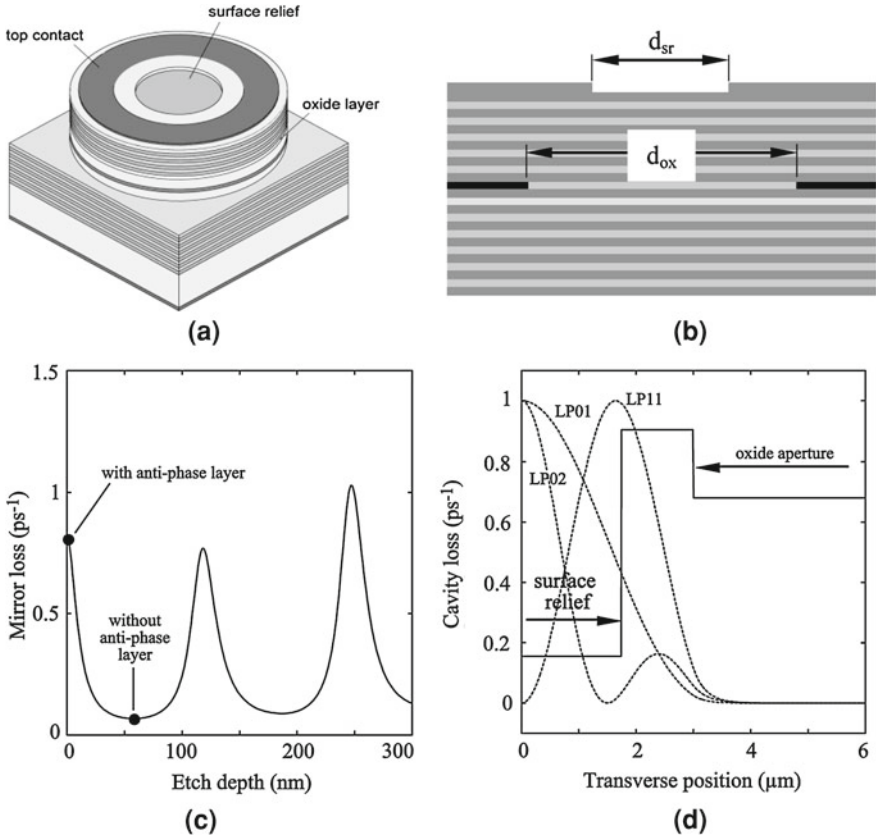 surface relief
top contact
oxide layer
(a)
dsr
dox
(b)
1.5
1
0.5
0
Mirror loss (ps-1)
with anti-phase layer
without
anti-phase
layer
0
100
200
300
Etch depth (nm)
(c)
1
0.8
0.6
0.4
0.2
0
Cavity loss (ps-1)
LP01
LP11
LP02
oxide aperture
surface
relief
0
2
4
6
Transverse position (µm)
(d)